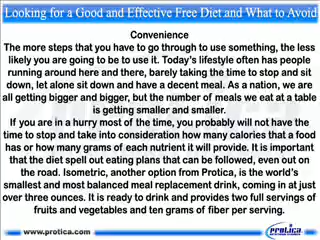 Looking for a Good and Effective Free Diet and What to Avoid
Convenience
The more steps that you have to go through to use something, the less
likely you are going to be to use it. Today's lifestyle often has people
running around here and there, barely taking the time to stop and sit
down, let alone sit down and have a decent meal. As a nation, we are
all getting bigger and bigger, but the number of meals we eat at a table
is getting smaller and smaller.
If you are in a hurry most of the time, you probably will not have the
time to stop and take into consideration how many calories that a food
has or how many grams of each nutrient it will provide. It is important
that the diet spell out eating plans that can be followed, even out on
the road. Isometric, another option from Protica, is the world's
smallest and most balanced meal replacement drink, coming in at just
over three ounces. It is ready to drink and provides two full servings of
fruits and vegetables and ten grams of fiber per serving.
www.protica.com
protica